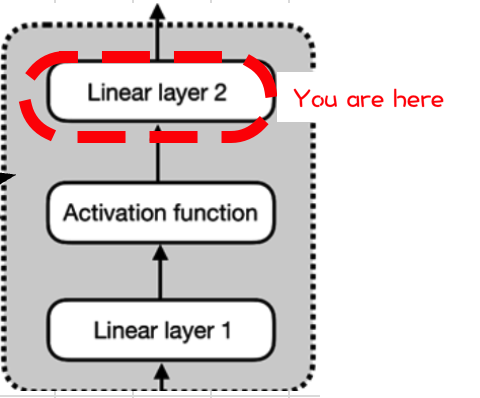 Linear layer 2
You are here
Activation function
Linear layer 1